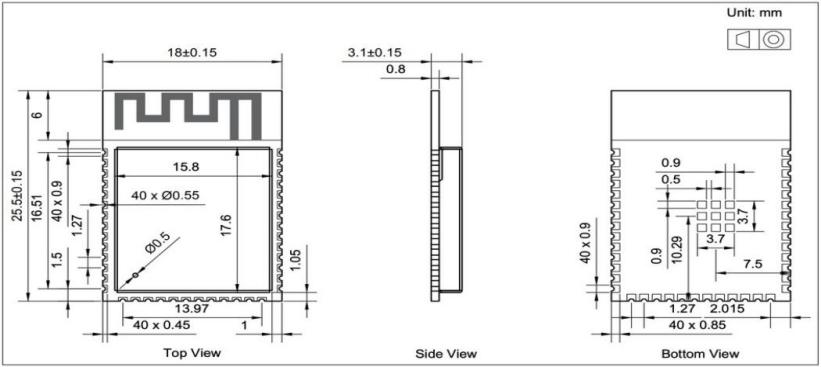 Unit: mm
18±0.15
3.1±0.15
0.8
6
15.8
0.9
0.5
40 x Ø0.55
25.5±0.15
16.51
40 x 0.9
1.27
17.6
3.7
3.7
Ø0.5
40 x 0.9
0.9
10.29
1.5
1.05
7.5
13.97
1.27
2.015
40 x 0.45
1
40 x 0.85
Top View
Side View
Bottom View